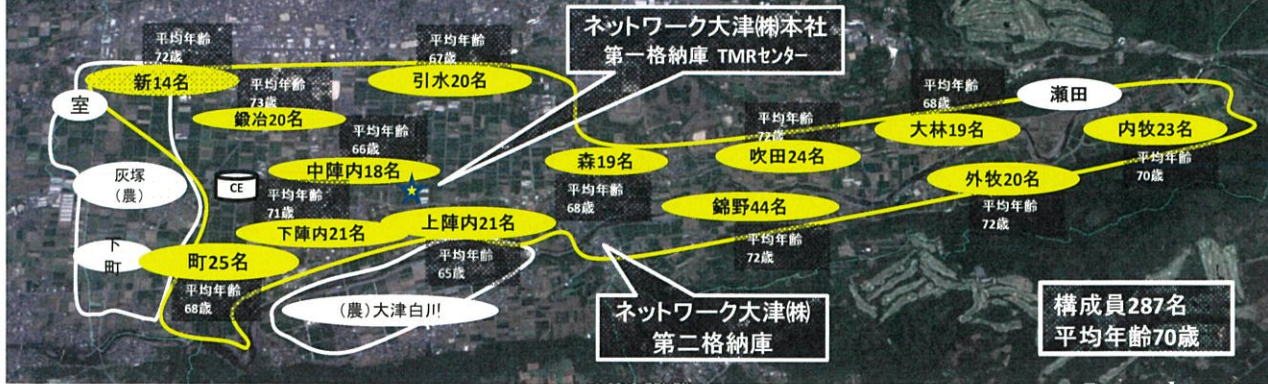 ネットワーク大津㈱本社
第一格納庫 TMRセンター
平均年齢
72歳
新14名
平均年齢
67歳
引水20名
室
平均年齢
73歳
鍛冶20名
平均年齢
68歳
大林19名
瀬田
内牧23名
平均年齢
70歳
平均年齢
66歳
中陣内18名
森19名
平均年齢
68歳
平均年齢
72歳
吹田24名
灰塚
(農)
CE
平均年齢
71歳
下陣内21名
上陣内21名
平均年齢
65歳
錦野44名
平均年齢
72歳
外牧20名
平均年齢
72歳
下
町
町25名
平均年齢
68歳
(農)大津白川
ネットワーク大津㈱
第二格納庫
構成員287名
平均年齢70歳